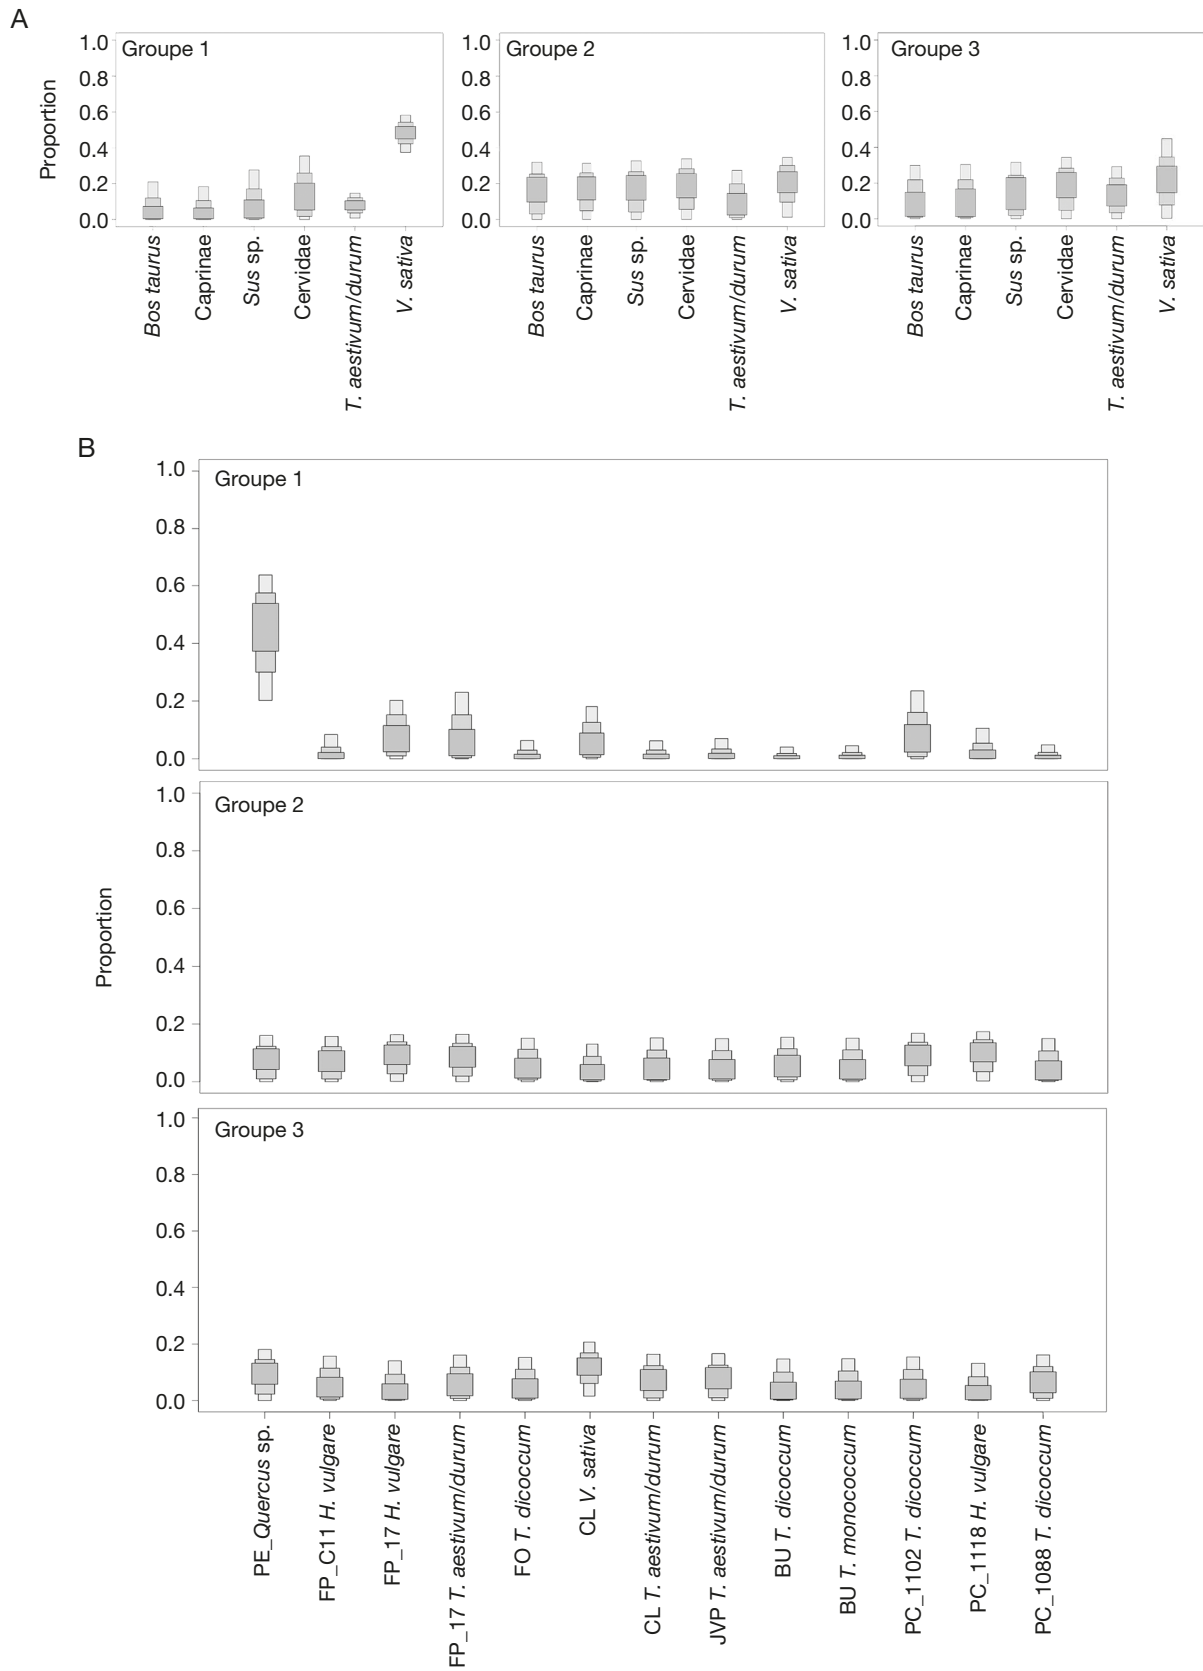 A
Groupe 1
Groupe 2
Groupe 3
Proportion
1.0
0.8
0.6
0.4
0.2
0.0
1.0
0.8
0.6
0.4
0.2
0.0
1.0
0.8
0.6
0.4
0.2
0.0
Bos taurus
Caprinae
Sus sp.
Cervidae
T. aestivum/durum
V. sativa
Bos taurus
Caprinae
Sus sp.
Cervidae
T. aestivum/durum
V. sativa
Bos taurus
Caprinae
Sus sp.
Cervidae
T. aestivum/durum
V. sativa
B
Groupe 1
1.0
0.8
0.6
0.4
0.2
0.0
Groupe 2
Proportion
1.0
0.8
0.6
0.4
0.2
0.0
Groupe 3
1.0
0.8
0.6
0.4
0.2
0.0
PE_Quercus sp.
FP_C11 H. vulgare
FP_17 H. vulgare
FP_17 T. aestivum/durum
FO T. dicoccum
CL V. sativa
CL T. aestivum/durum
JVP T. aestivum/durum
BU T. dicoccum
BU T. monococcum
PC_1102 T. dicoccum
PC_1118 H. vulgare
PC_1088 T. dicoccum